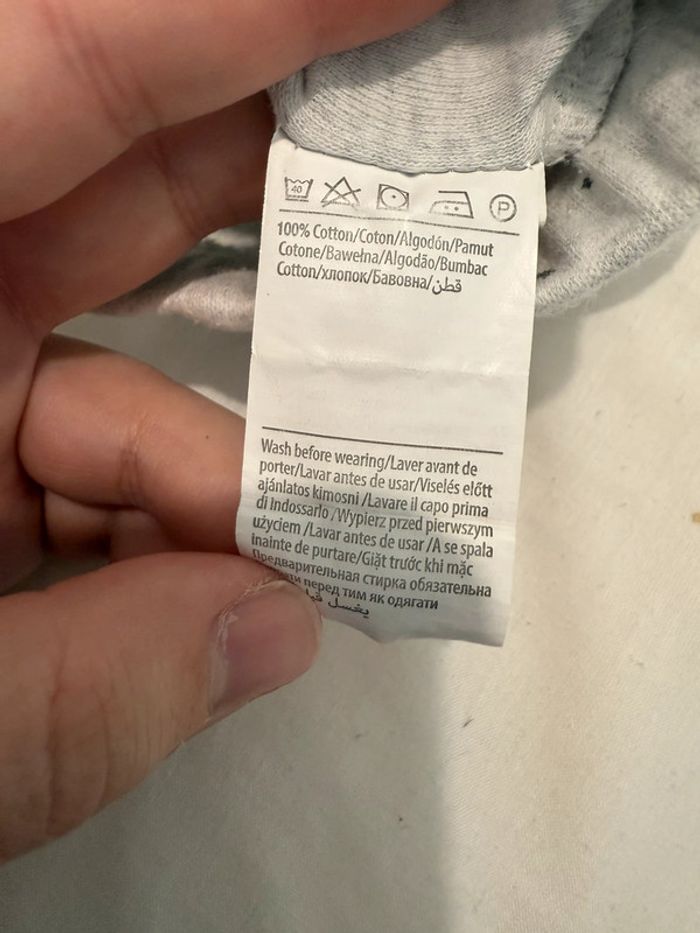 40
P
100% Cotton/Coton/Algodón/Pamut
Cotone/Bawełna/Algodão/Bumbac
Cotton/хлопок/Бавовна/قطن
Wash before wearing/Laver avant de
porter/Lavar antes de usar/Viselés előtt
ajánlatos kimosni /Lavare il capo prima
di Indossarlo /Wypierz przed pierwszym
użyciem /Lavar antes de usar /A se spala
inainte de purtare/Giặt trước khi mặc
Предварительная стирка обязательна
перед тим як одягати
يغسل